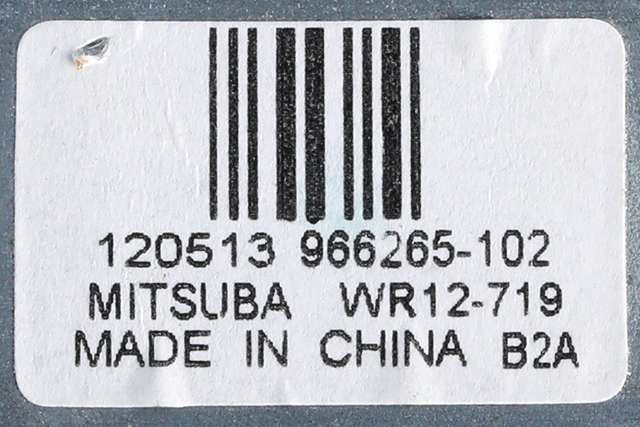 120513 966265-102
MITSUBA WR12-719
MADE IN CHINA B2A